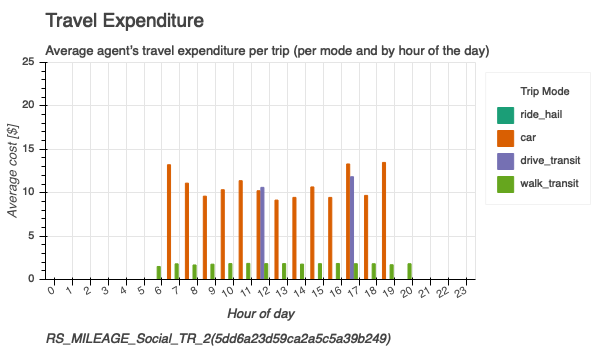 Travel Expenditure
Average agent's travel expenditure per trip (per mode and by hour of the day)
25
20
15
10
5
0
Average cost [$]
0 1 2 3 4 5 6 7 8 9 10 11 12 13 14 15 16 17 18 19 20 21 22 23
Hour of day
Trip Mode
ride_hail
car
drive_transit
walk_transit
RS_MILEAGE_Social_TR_2(5dd6a23d59ca2a5c5a39b249)